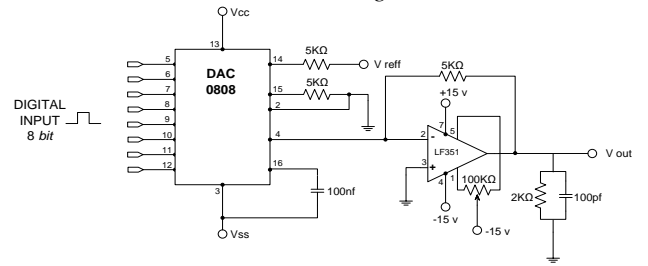 Vcc
13
5
6
7
8
9
10
11
12
DAC
0808
DIGITAL
INPUT
8 bit
14
5KΩ
V reff
15
5KΩ
2
4
16
100nf
3
Vss
5KΩ
+15 v
7
5
2
-
LF351
3
+
4
1
100KΩ
-15 v
-15 v
V out
2KΩ
100pf